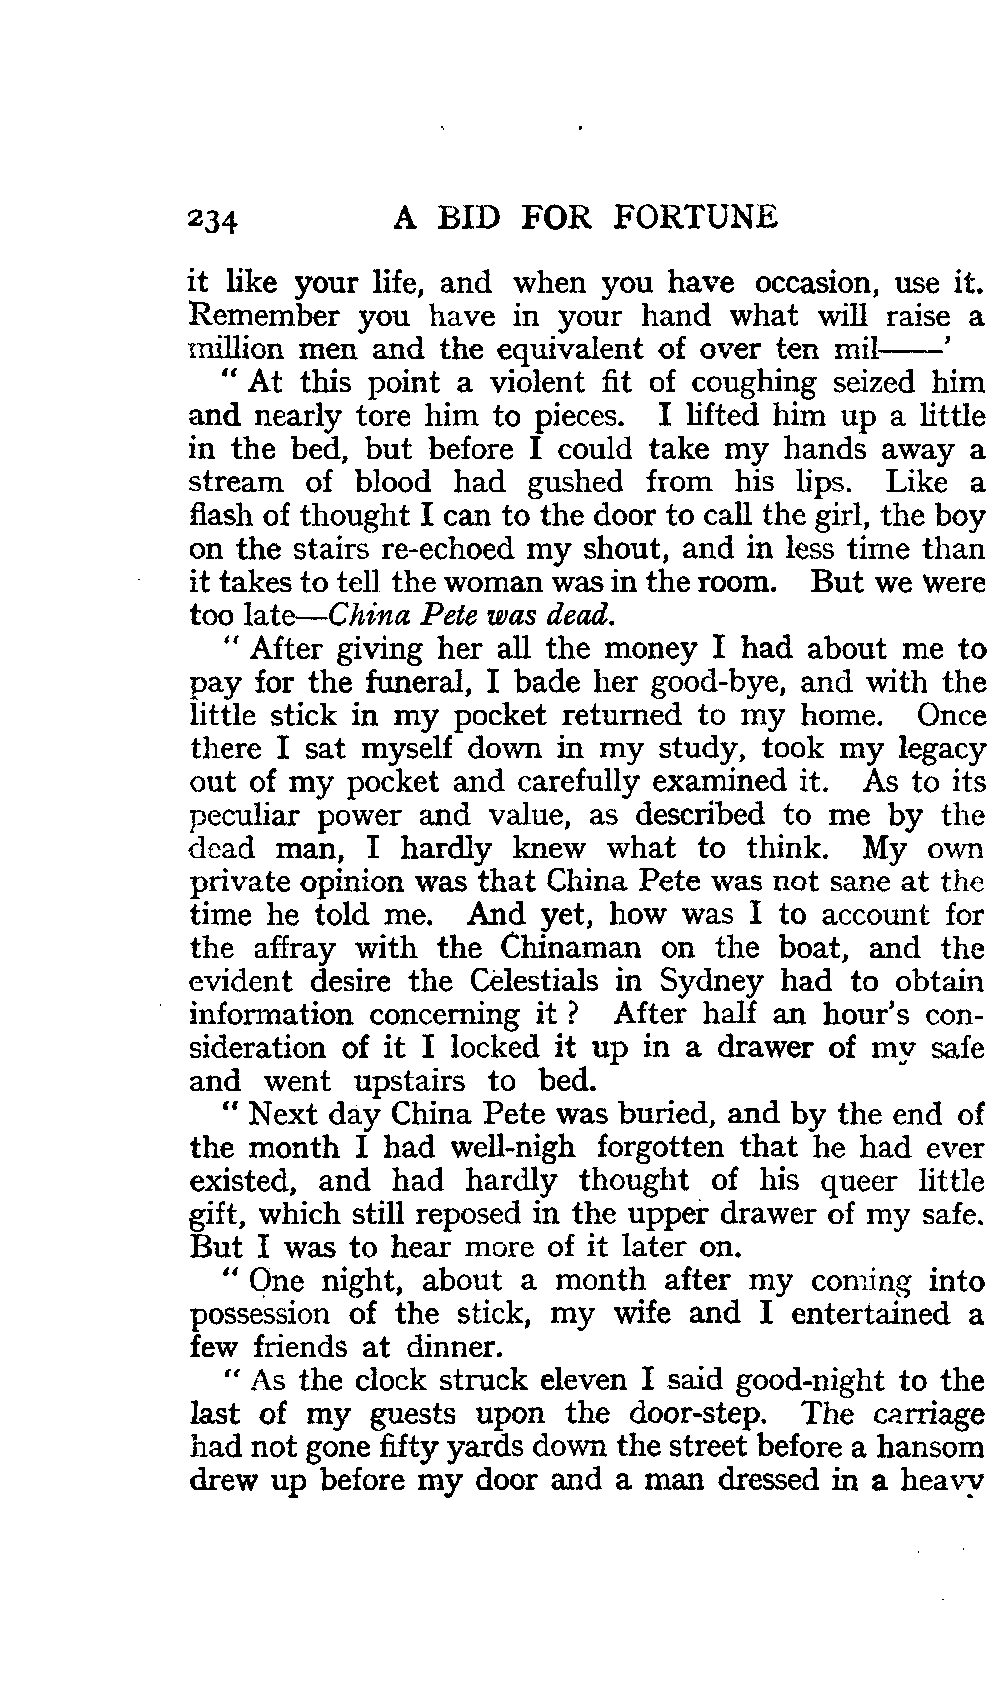 234 A BID FOR FORTUNE
it like your life, and when you have occasion, use it.
Remember you have in your hand what will raise a
million men and the equivalent of over ten mil——'
" At this point a violent fit of coughing seized him
and nearly tore him to pieces. I lifted him up a little
in the bed, but before I could take my hands away a
stream of blood had gushed from his lips. Like a
flash of thought I can to the door to call the girl, the boy
on the stairs re-echoed my shout, and in less time than
it takes to tell the woman was in the room. But we were
too late—China Pete was dead.
" After giving her all the money I had about me to
pay for the funeral, I bade her good-bye, and with the
little stick in my pocket returned to my home. Once
there I sat myself down in my study, took my legacy
out of my pocket and carefully examined it. As to its
peculiar power and value, as described to me by the
dead man, I hardly knew what to think. My own
private opinion was that China Pete was not sane at the
time he told me. And yet, how was I to account for
the affray with the Chinaman on the boat, and the
evident desire the Celestials in Sydney had to obtain
information concerning it ? After half an hour's con-
sideration of it I locked it up in a drawer of my safe
and went upstairs to bed.
" Next day China Pete was buried, and by the end of
the month I had well-nigh forgotten that he had ever
existed, and had hardly thought of his queer little
gift, which still reposed in the upper drawer of my safe.
But I was to hear more of it later on.
" One night, about a month after my coming into
possession of the stick, my wife and I entertained a
few friends at dinner.
" As the clock struck eleven I said good-night to the
last of my guests upon the door-step. The carriage
had not gone fifty yards down the street before a hansom
drew up before my door and a man dressed in a heavy